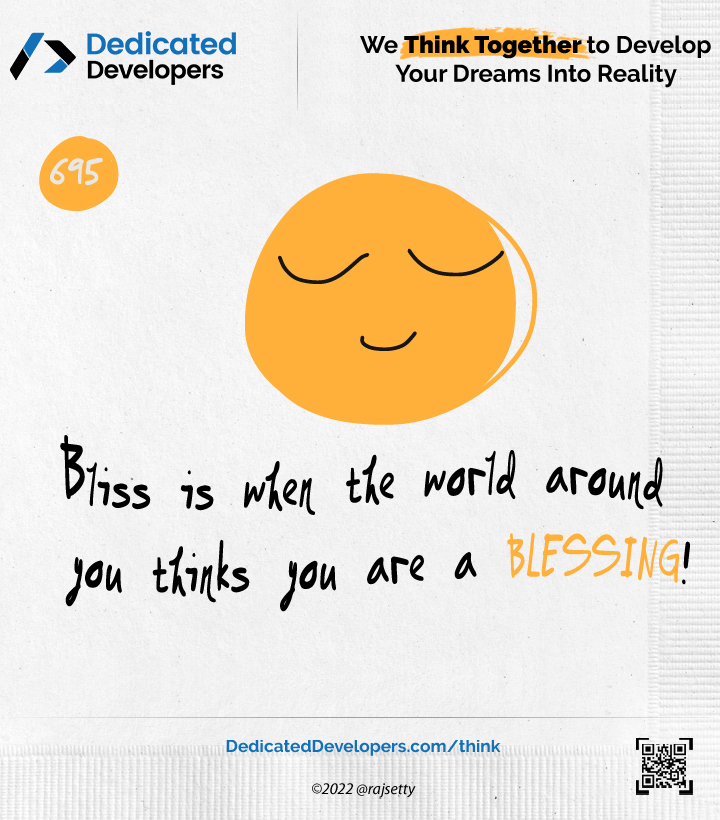 Dedicated
Developers
We Think Together to Develop
Your Dreams Into Reality
695
Bliss is when the world around
you thinks you are a BLESSING!
DedicatedDevelopers.com/think
©2022 @rajsetty